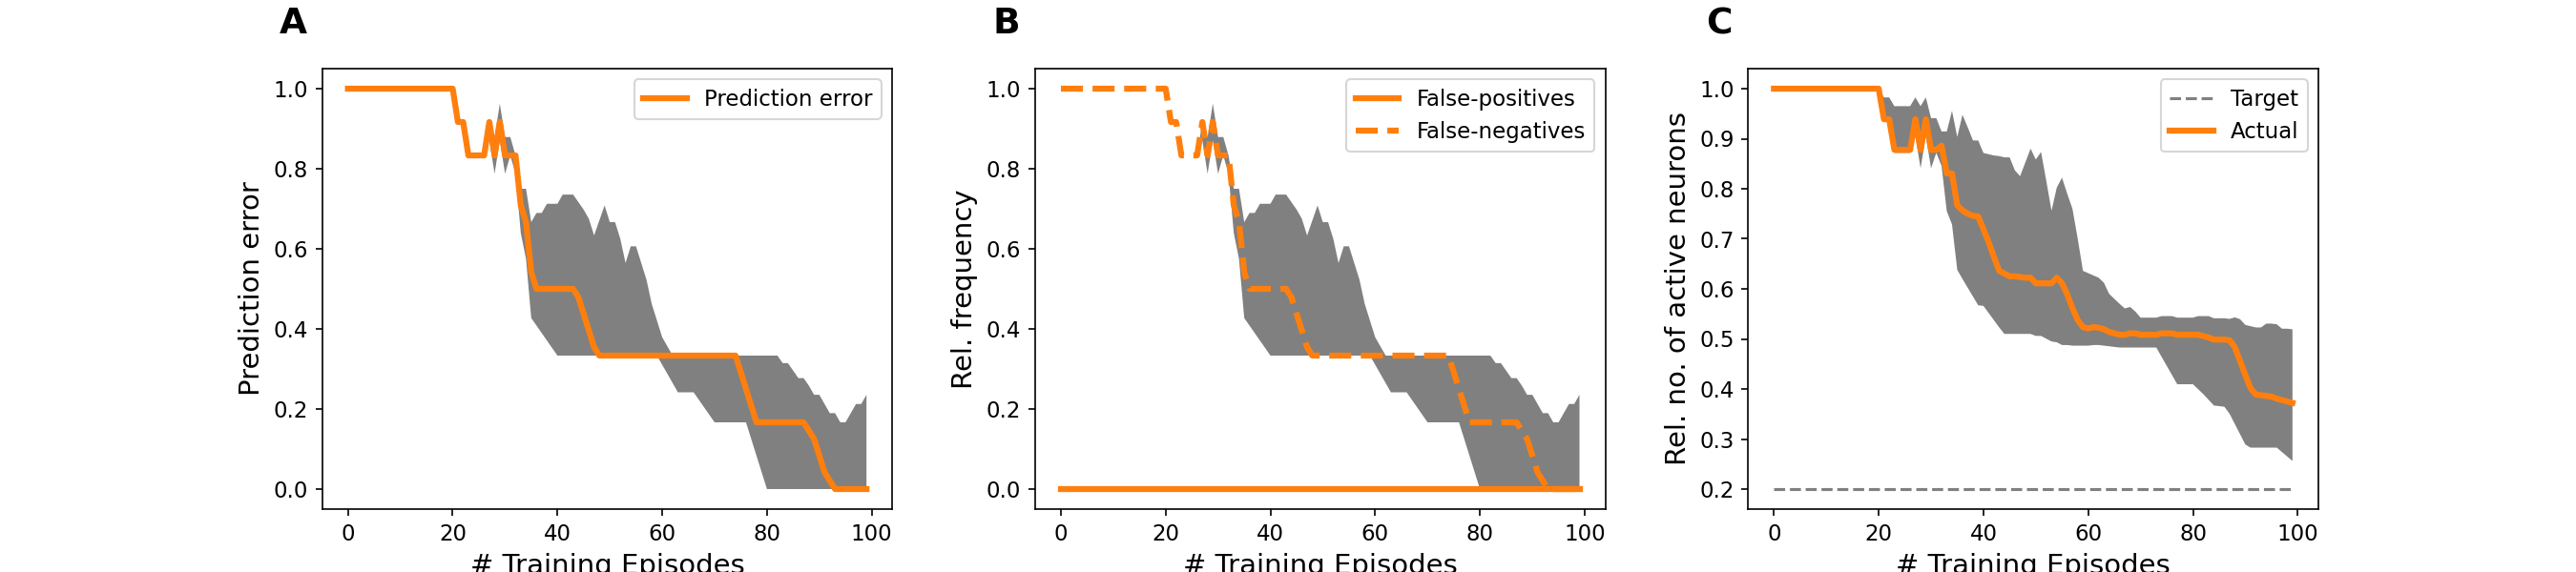 A
Prediction error
1.0
0.8
0.6
0.4
0.2
0.0
Prediction error
0 20 40 60 80 100
# Training Episodes
B
False-positives
False-negatives
1.0
0.8
0.6
0.4
0.2
0.0
Rel. frequency
0 20 40 60 80 100
# Training Episodes
C
Target
Actual
1.0
0.9
0.8
0.7
0.6
0.5
0.4
0.3
0.2
Rel. no. of active neurons
0 20 40 60 80 100
# Training Episodes